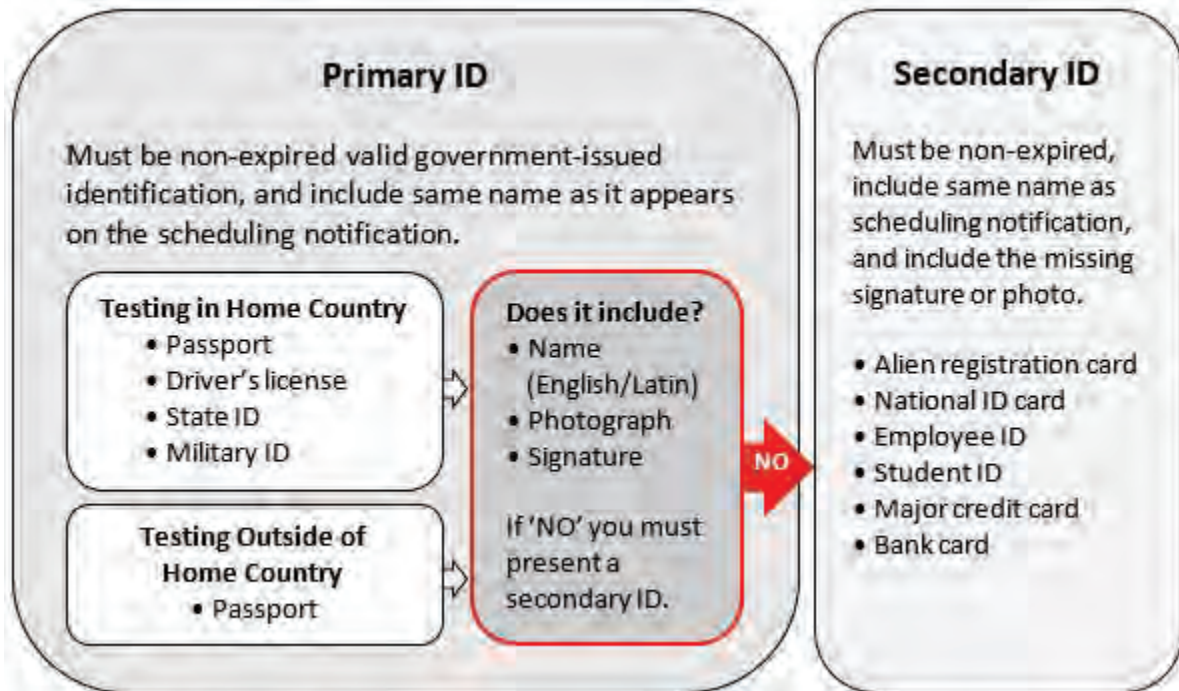 Primary ID
Must be non-expired valid government-issued
identification, and include same name as it appears
on the scheduling notification.
Testing in Home Country
• Passport
• Driver's license
• State ID
• Military ID
Testing Outside of
Home Country
• Passport
Does it include?
• Name
(English/Latin)
• Photograph
• Signature
If 'NO' you must
present a
secondary ID.
NO
Secondary ID
Must be non-expired,
include same name as
scheduling notification,
and include the missing
signature or photo.
• Alien registration card
• National ID card
• Employee ID
• Student ID
• Major credit card
• Bank card